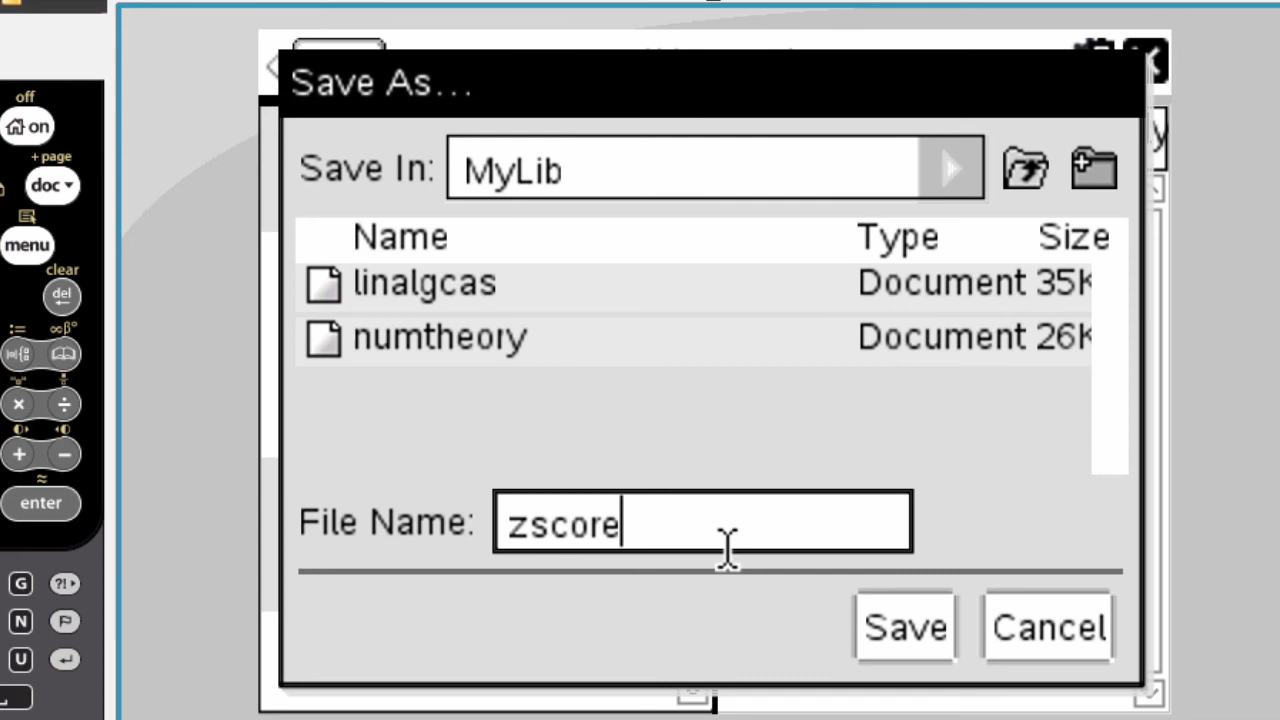 Save As...
Save In: MyLib
Name Type Size
linalgcas Document 35K
numtheory Document 26K
File Name: zscore
Save Cancel
off
on
+ page
doc
menu
clear
del
:= ∞β°
× ÷
+ −
≈
enter
G ?!
N
U